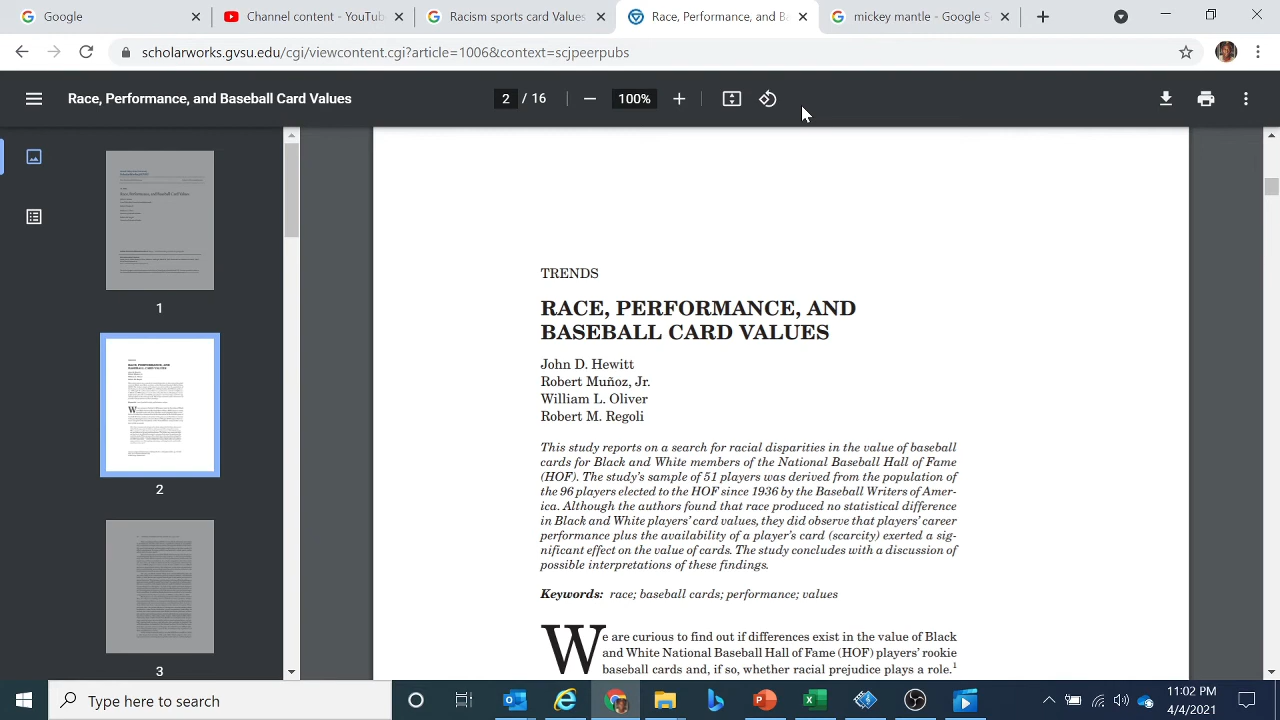 Google
Channel content - YouTub
Racism sports cards Values
Race, Performance, and B
mickey mantle - Google S
scholarworks.gvsu.edu/cgi/viewcontent.cgi?article=1006&context=scjpeerpubs
Race, Performance, and Baseball Card Values
2 / 16
100%
1
2
3
TRENDS
RACE, PERFORMANCE, AND
BASEBALL CARD VALUES
John D. Hewitt
Robert Muñoz, Jr.
William L. Oliver
Robert M. Regoli
This study reports on a search for racial disparities in the value of baseball
cards for Black and White members of the National Baseball Hall of Fame
(HOF). The study's sample of 51 players was derived from the population of
the 96 players elected to the HOF since 1936 by the Baseball Writers of Amer-
ica. Although the authors found that race produced no statistical difference
in Black and White players' card values, they did observe that players' career
performance plus the availability of a player's card (scarcity) exerted a sig-
nificant effect on the value of cards. The study concludes with a discussion of
possible interpretations of these findings.
Keywords: race; baseball cards; performance; values
We are curious to find out if differences exist in the value of Black
and White National Baseball Hall of Fame (HOF) players' rookie
baseball cards and, if so, whether racial prejudice plays a role.1
Type here to search
11:02 PM
4/4/2021